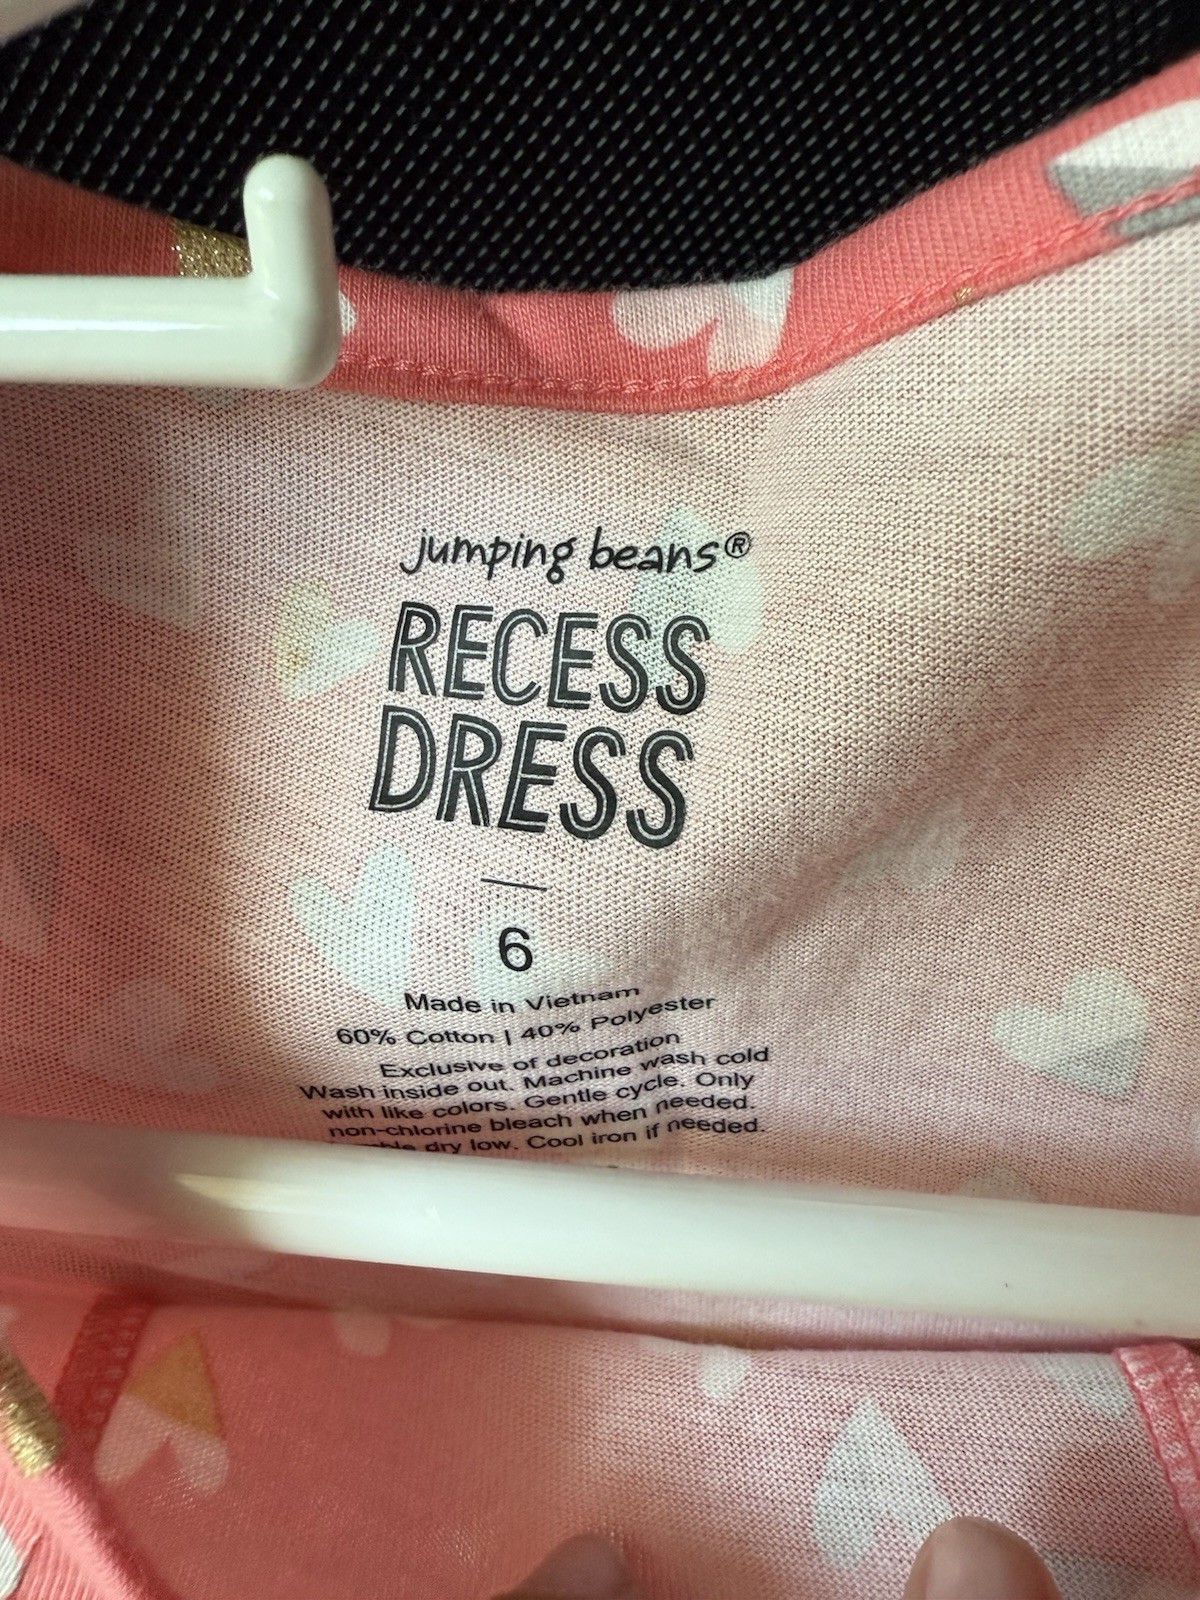 jumping beans®
RECESS
DRESS
6
Made in Vietnam
60% Cotton | 40% Polyester
Exclusive of decoration
Wash inside out. Machine wash cold
with like colors. Gentle cycle. Only
non-chlorine bleach when needed.
dry low. Cool iron if needed.